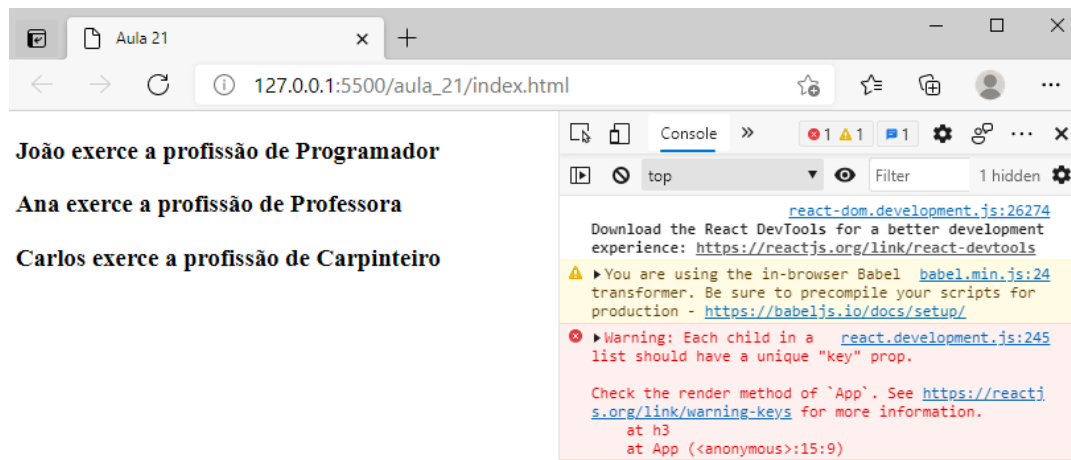 Aula 21
127.0.0.1:5500/aula_21/index.html
João exerce a profissão de Programador
Ana exerce a profissão de Professora
Carlos exerce a profissão de Carpinteiro
Console
1
1
1
top
Filter
1 hidden
react-dom.development.js:26274
Download the React DevTools for a better development
experience: https://reactjs.org/link/react-devtools
You are using the in-browser Babel babel.min.js:24
transformer. Be sure to precompile your scripts for
production - https://babeljs.io/docs/setup/
Warning: Each child in a react.development.js:245
list should have a unique "key" prop.
Check the render method of `App`. See https://reactj
s.org/link/warning-keys for more information.
at h3
at App (<anonymous>:15:9)